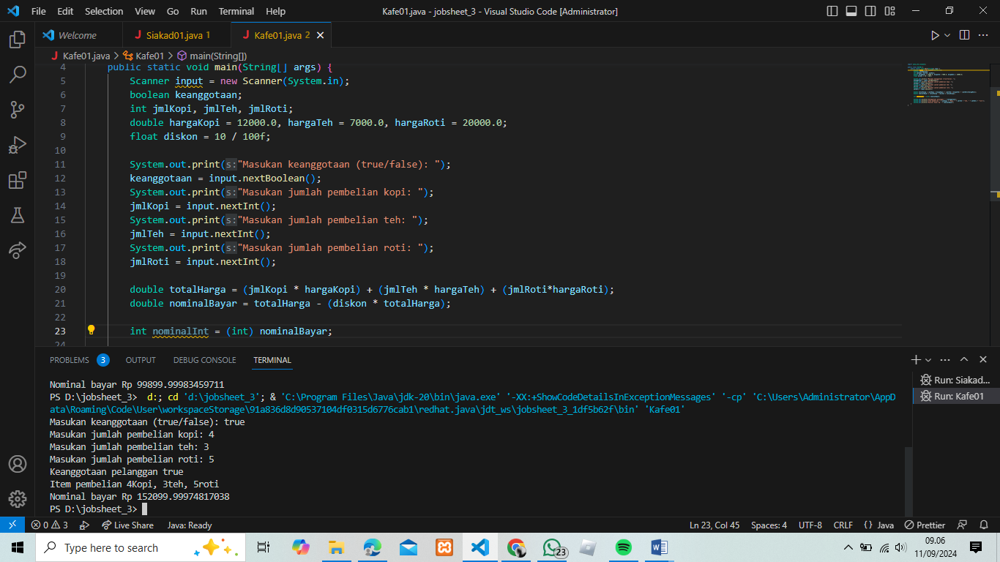 File Edit Selection View Go Run Terminal Help Kafe01.java - jobsheet_3 - Visual Studio Code [Administrator]
Welcome Siakad01.java 1 Kafe01.java 2
Kafe01.java > Kafe01 > main(String[])
4 public static void main(String[] args) {
5 Scanner input = new Scanner(System.in);
6 boolean keanggotaan;
7 int jmlKopi, jmlTeh, jmlRoti;
8 double hargaKopi = 12000.0, hargaTeh = 7000.0, hargaRoti = 20000.0;
9 float diskon = 10 / 100f;
10
11 System.out.print(s:"Masukan keanggotaan (true/false): ");
12 keanggotaan = input.nextBoolean();
13 System.out.print(s:"Masukan jumlah pembelian kopi: ");
14 jmlKopi = input.nextInt();
15 System.out.print(s:"Masukan jumlah pembelian teh: ");
16 jmlTeh = input.nextInt();
17 System.out.print(s:"Masukan jumlah pembelian roti: ");
18 jmlRoti = input.nextInt();
19
20 double totalHarga = (jmlKopi * hargaKopi) + (jmlTeh * hargaTeh) + (jmlRoti*hargaRoti);
21 double nominalBayar = totalHarga - (diskon * totalHarga);
22
23 int nominalInt = (int) nominalBayar;
24
PROBLEMS 3 OUTPUT DEBUG CONSOLE TERMINAL
Nominal bayar Rp 99899.99983459711
PS D:\jobsheet_3> d:; cd 'd:\jobsheet_3'; & 'C:\Program Files\Java\jdk-20\bin\java.exe' '-XX:+ShowCodeDetailsInExceptionMessages' '-cp' 'C:\Users\Administrator\AppD
ata\Roaming\Code\User\workspaceStorage\91a836d8d90537104df0315d6776cab1\redhat.java\jdt_ws\jobsheet_3_1df5b62f\bin' 'Kafe01'
Masukan keanggotaan (true/false): true
Masukan jumlah pembelian kopi: 4
Masukan jumlah pembelian teh: 3
Masukan jumlah pembelian roti: 5
Keanggotaan pelanggan true
Item pembelian 4Kopi, 3teh, 5roti
Nominal bayar Rp 152099.99974817038
PS D:\jobsheet_3>
Run: Siakad...
Run: Kafe01
0 3 Live Share Java: Ready Ln 23, Col 45 Spaces: 4 UTF-8 CRLF {} Java Prettier
Type here to search 23 09.06
11/09/2024